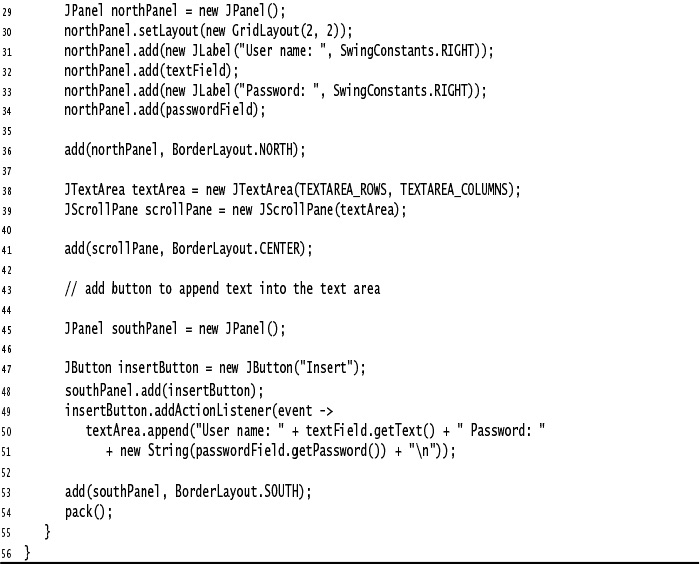 29 JPanel northPanel = new JPanel();
30 northPanel.setLayout(new GridLayout(2, 2));
31 northPanel.add(new JLabel("User name: ", SwingConstants.RIGHT));
32 northPanel.add(textField);
33 northPanel.add(new JLabel("Password: ", SwingConstants.RIGHT));
34 northPanel.add(passwordField);
35
36 add(northPanel, BorderLayout.NORTH);
37
38 JTextArea textArea = new JTextArea(TEXTAREA_ROWS, TEXTAREA_COLUMNS);
39 JScrollPane scrollPane = new JScrollPane(textArea);
40
41 add(scrollPane, BorderLayout.CENTER);
42
43 // add button to append text into the text area
44
45 JPanel southPanel = new JPanel();
46
47 JButton insertButton = new JButton("Insert");
48 southPanel.add(insertButton);
49 insertButton.addActionListener(event ->
50 textArea.append("User name: " + textField.getText() + " Password: "
51 + new String(passwordField.getPassword()) + "\n"));
52
53 add(southPanel, BorderLayout.SOUTH);
54 pack();
55 }
56 }